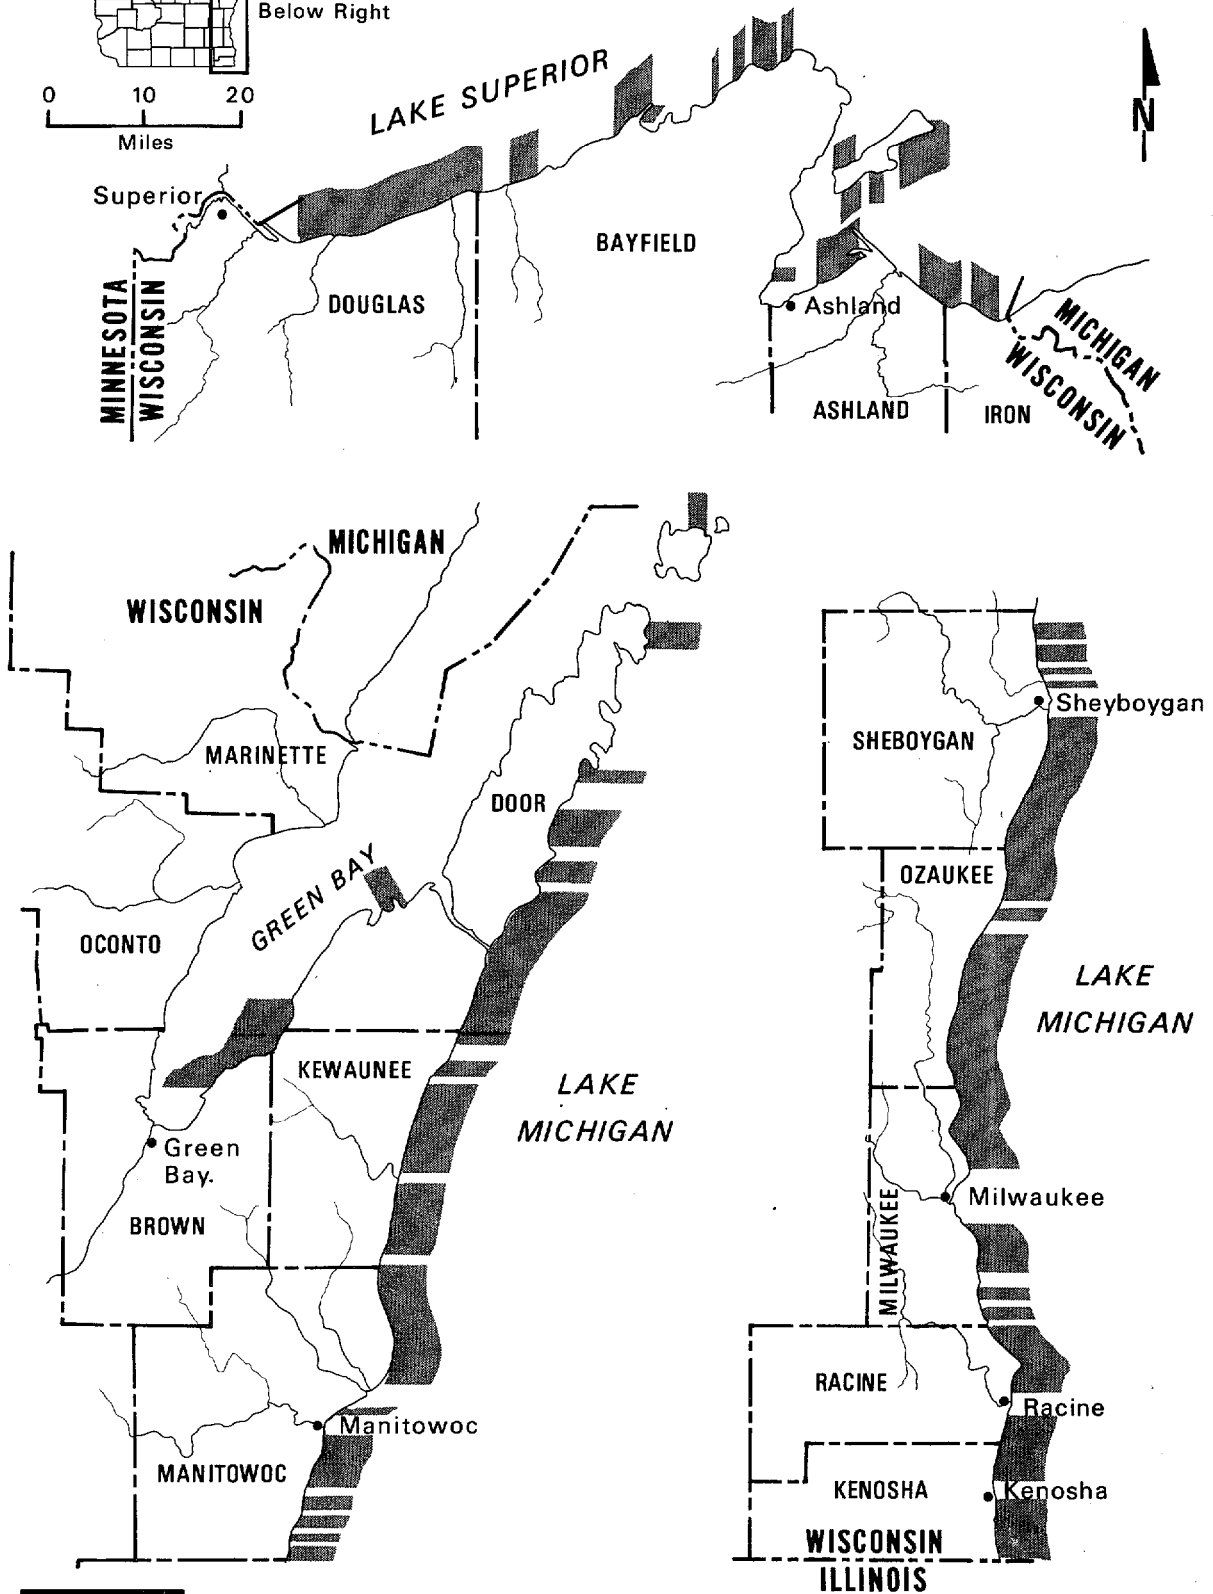 Below Right
0 10 20
Miles
LAKE SUPERIOR
N
Superior
MINNESOTA
WISCONSIN
DOUGLAS
BAYFIELD
Ashland
ASHLAND
IRON
MICHIGAN
WISCONSIN
MICHIGAN
WISCONSIN
MARINETTE
DOOR
GREEN BAY
OCONTO
KEWAUNEE
LAKE
MICHIGAN
Green
Bay.
BROWN
Manitowoc
MANITOWOC
Sheyboygan
SHEBOYGAN
OZAUKEE
LAKE
MICHIGAN
Milwaukee
MILWAUKEE
RACINE
Racine
KENOSHA
Kenosha
WISCONSIN
ILLINOIS